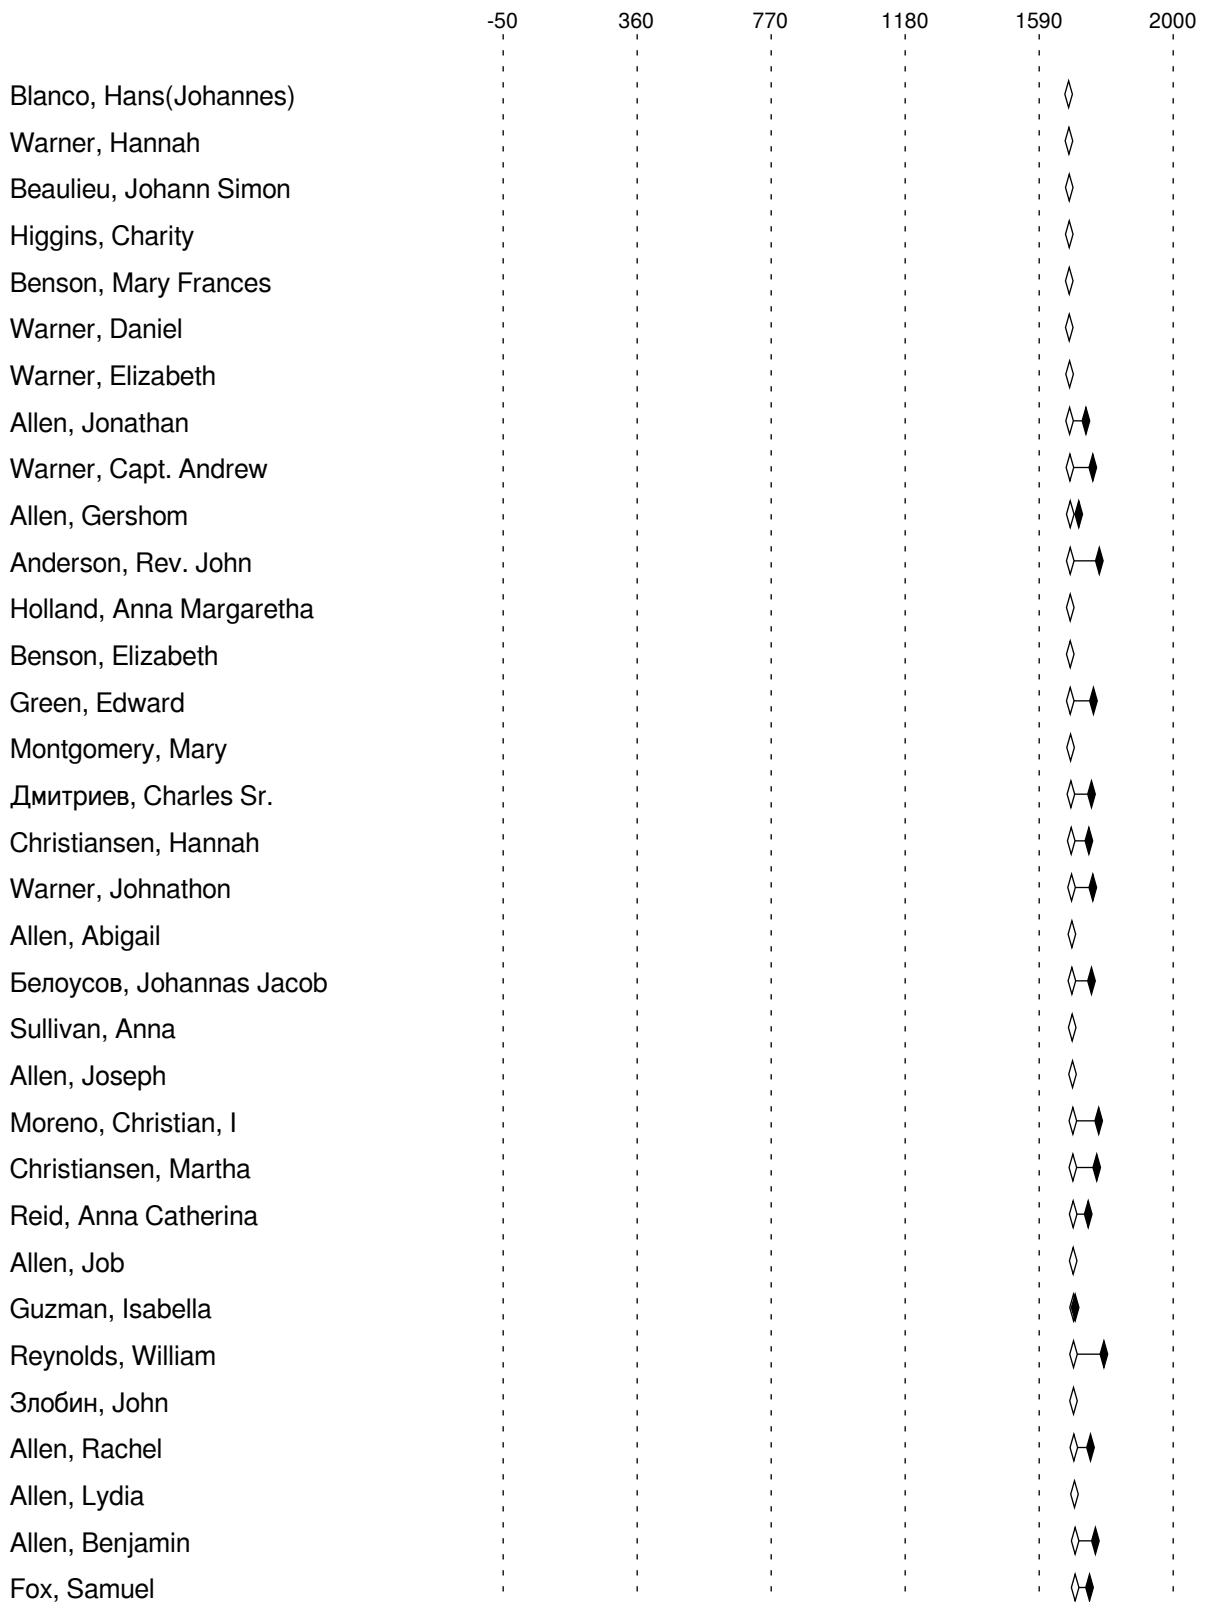 -50 360 770 1180 1590 2000
Blanco, Hans(Johannes)
Warner, Hannah
Beaulieu, Johann Simon
Higgins, Charity
Benson, Mary Frances
Warner, Daniel
Warner, Elizabeth
Allen, Jonathan
Warner, Capt. Andrew
Allen, Gershom
Anderson, Rev. John
Holland, Anna Margaretha
Benson, Elizabeth
Green, Edward
Montgomery, Mary
Дмитриев, Charles Sr.
Christiansen, Hannah
Warner, Johnathon
Allen, Abigail
Белоусов, Johannas Jacob
Sullivan, Anna
Allen, Joseph
Moreno, Christian, I
Christiansen, Martha
Reid, Anna Catherina
Allen, Job
Guzman, Isabella
Reynolds, William
Злобин, John
Allen, Rachel
Allen, Lydia
Allen, Benjamin
Fox, Samuel